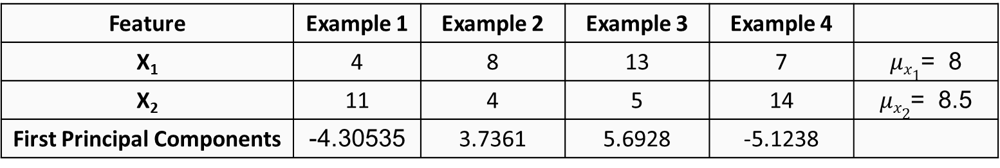 Feature Example 1 Example 2 Example 3 Example 4
X₁ 4 8 13 7 μₓ₁= 8
X₂ 11 4 5 14 μₓ₂= 8.5
First Principal Components -4.30535 3.7361 5.6928 -5.1238